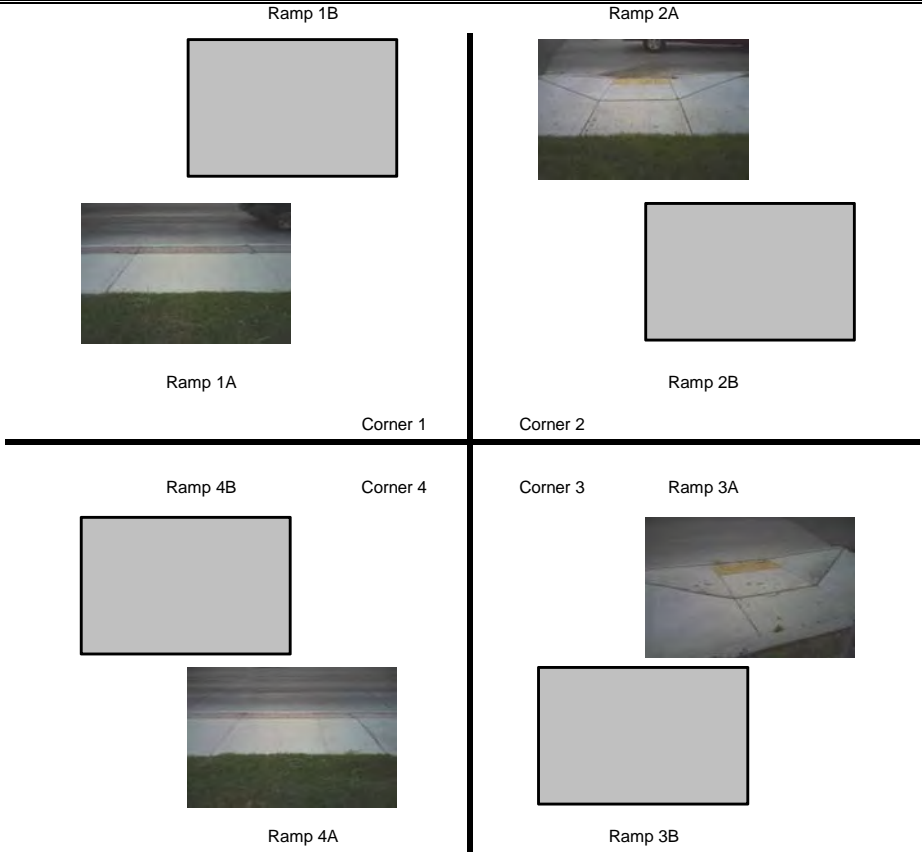 Ramp 1B
Ramp 2A
Ramp 1A
Ramp 2B
Corner 1
Corner 2
Ramp 4B
Corner 4
Corner 3
Ramp 3A
Ramp 4A
Ramp 3B